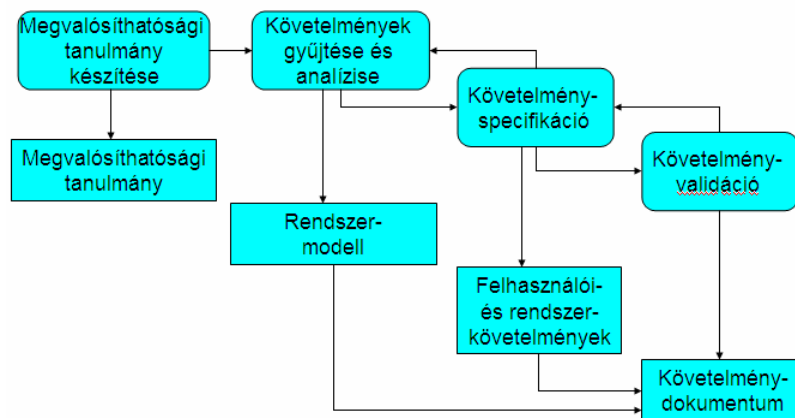 Megvalósíthatósági
tanulmány
készítése
Követelmények
gyűjtése és
analízise
Követelmény-
specifikáció
Követelmény-
validáció
Megvalósíthatósági
tanulmány
Rendszer-
modell
Felhasználói-
és rendszer-
követelmények
Követelmény-
dokumentum